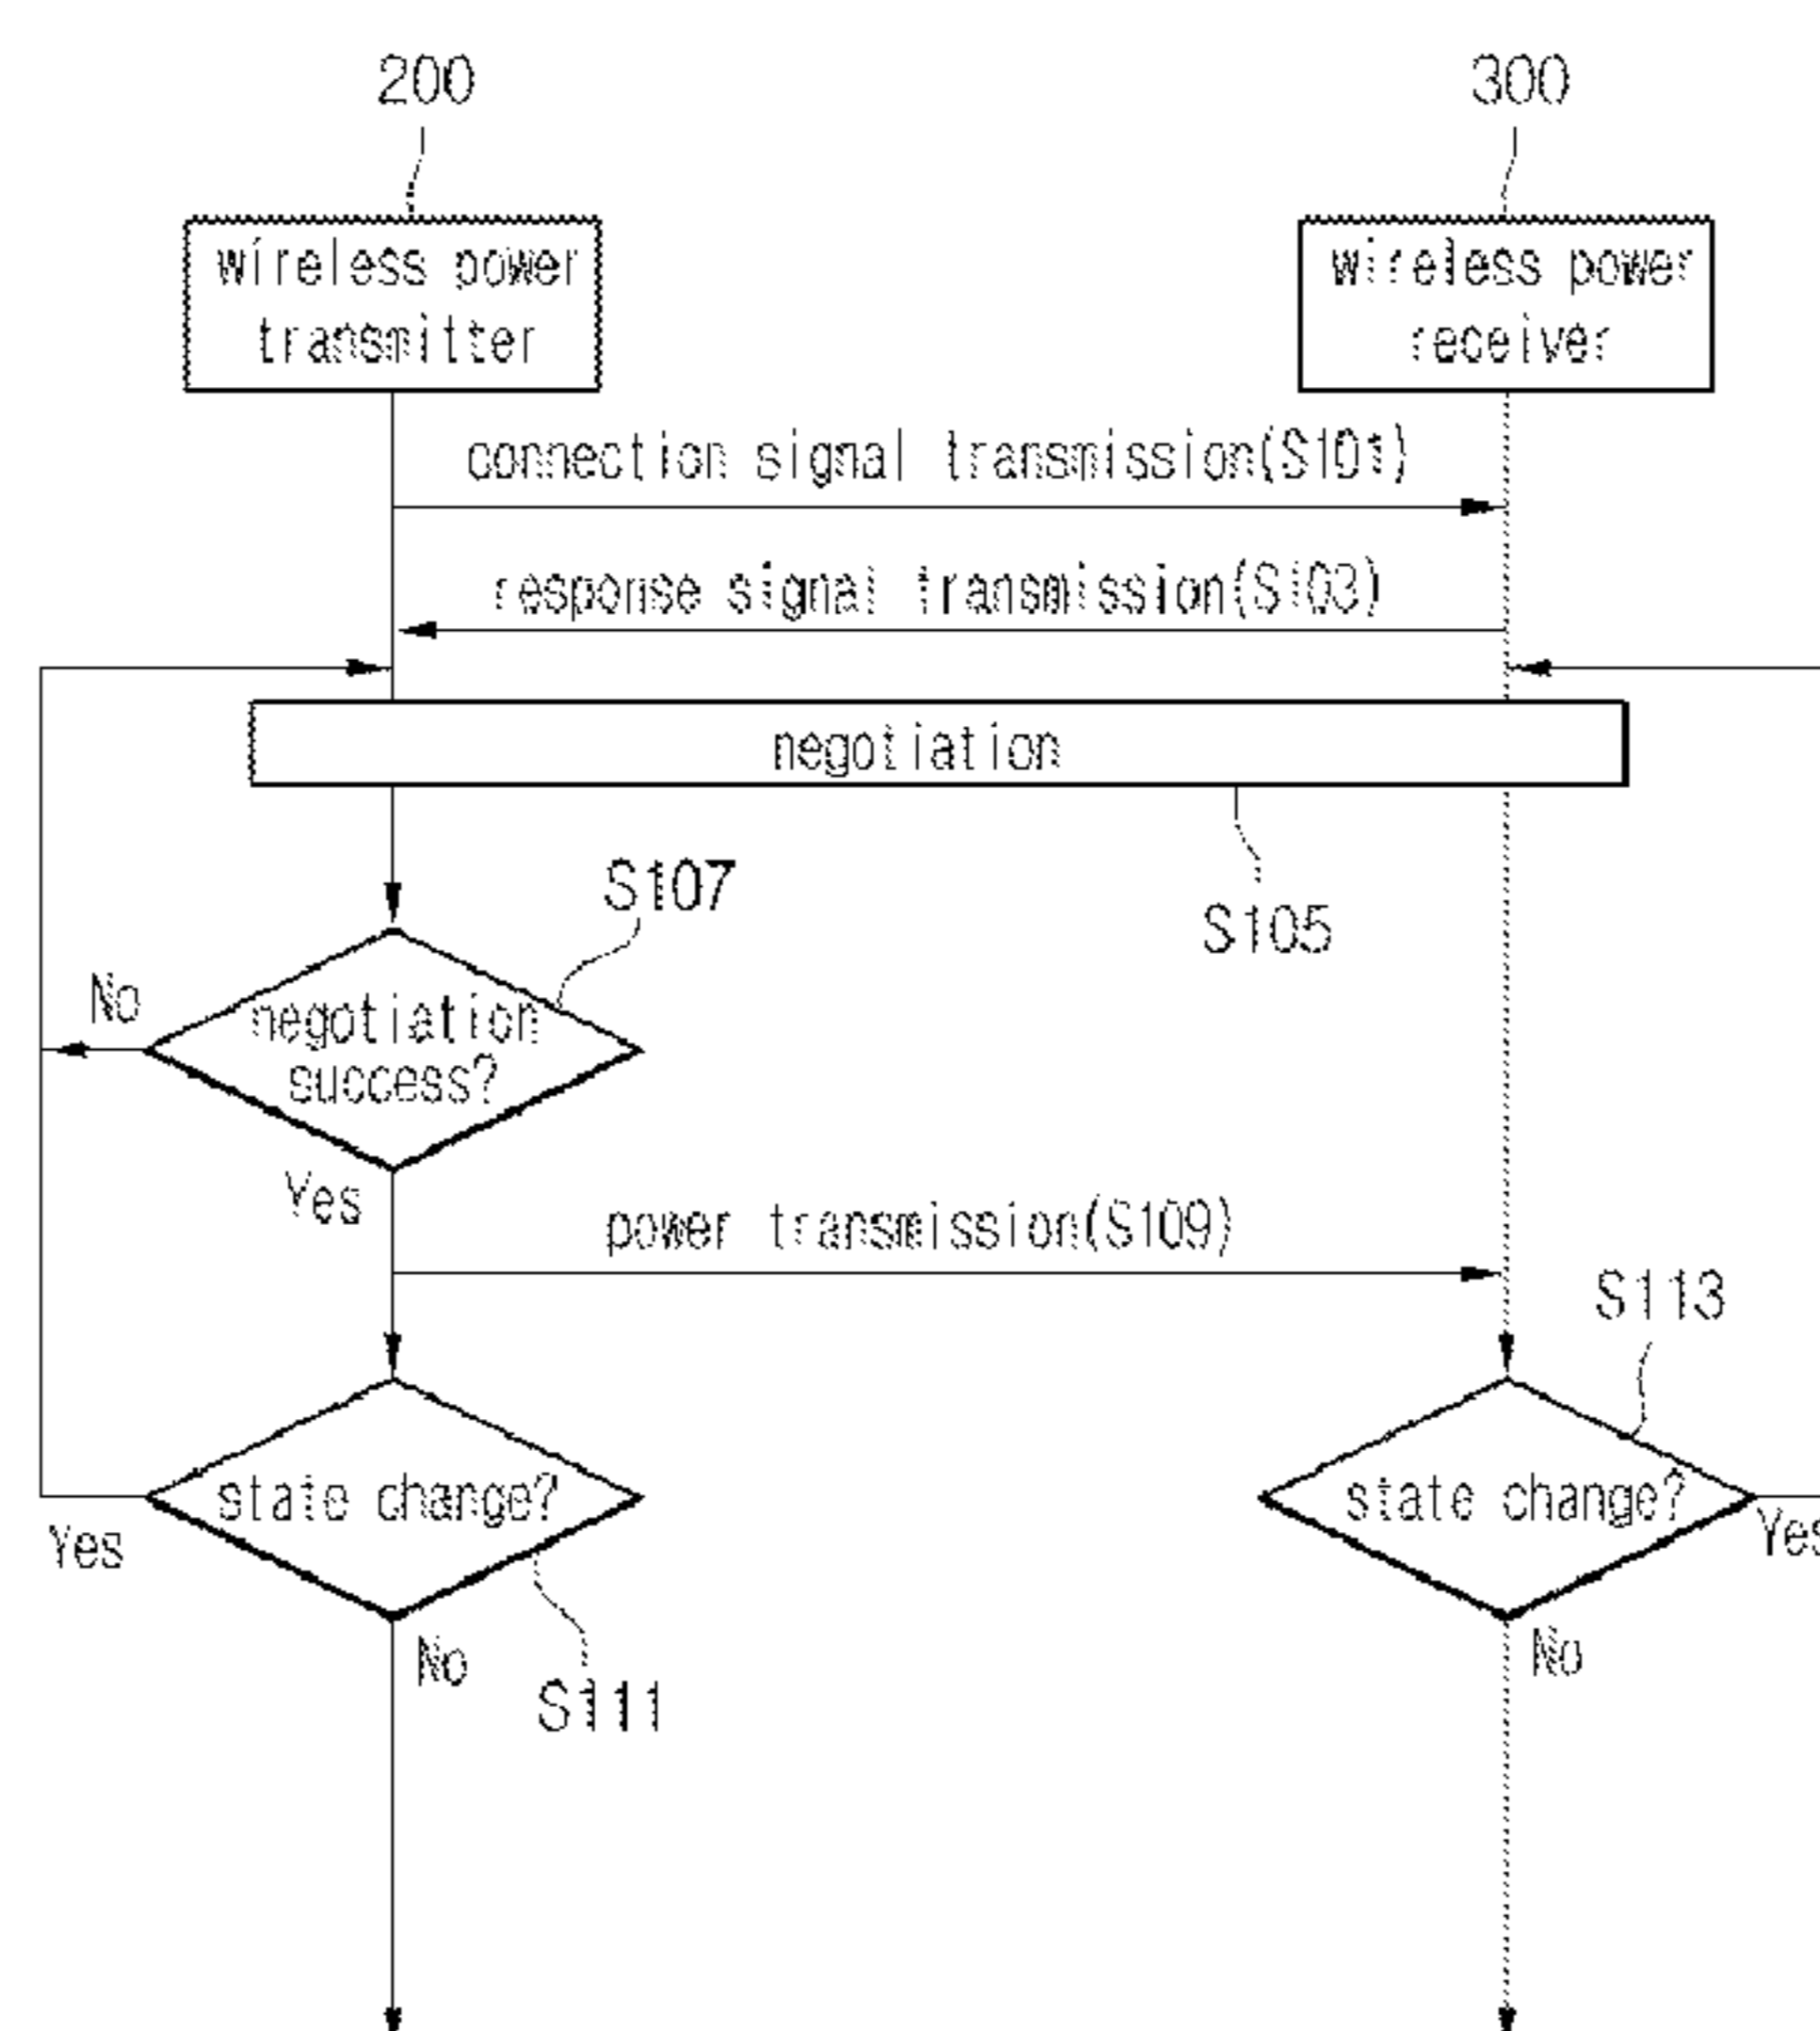 200
300
wireless power
transmitter
wireless power
receiver
connection signal transmission(S101)
response signal transmission(S103)
negotiation
S107
S105
No
negotiation
success?
Yes
power transmission(S109)
S113
state change?
state change?
Yes
Yes
No
No
S111